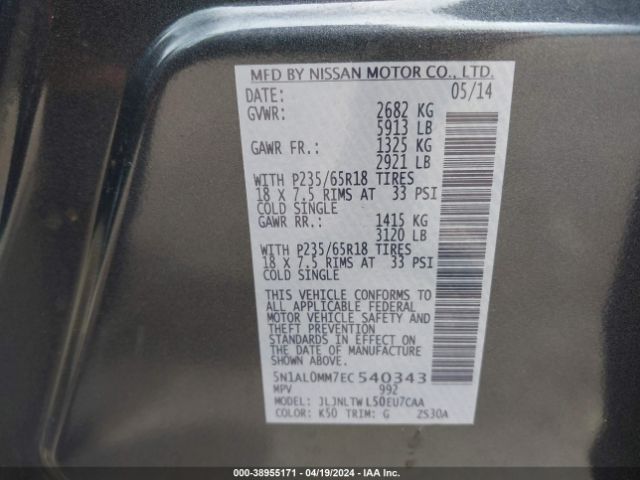 MFD BY NISSAN MOTOR CO., LTD.
DATE: 05/14
GVWR: 2682 KG
5913 LB
GAWR FR.: 1325 KG
2921 LB
WITH P235/65R18 TIRES
18 X 7.5 RIMS AT 33 PSI
COLD SINGLE
GAWR RR.: 1415 KG
3120 LB
WITH P235/65R18 TIRES
18 X 7.5 RIMS AT 33 PSI
COLD SINGLE
THIS VEHICLE CONFORMS TO
ALL APPLICABLE FEDERAL
MOTOR VEHICLE SAFETY AND
THEFT PREVENTION
STANDARDS IN EFFECT ON
THE DATE OF MANUFACTURE
SHOWN ABOVE.
5N1AL0MM7EC540343
MPV 992
MODEL: JLJNLTWL50EU7CAA
COLOR: K50 TRIM: G ZS30A
000-38955171 - 04/19/2024 - IAAI.com